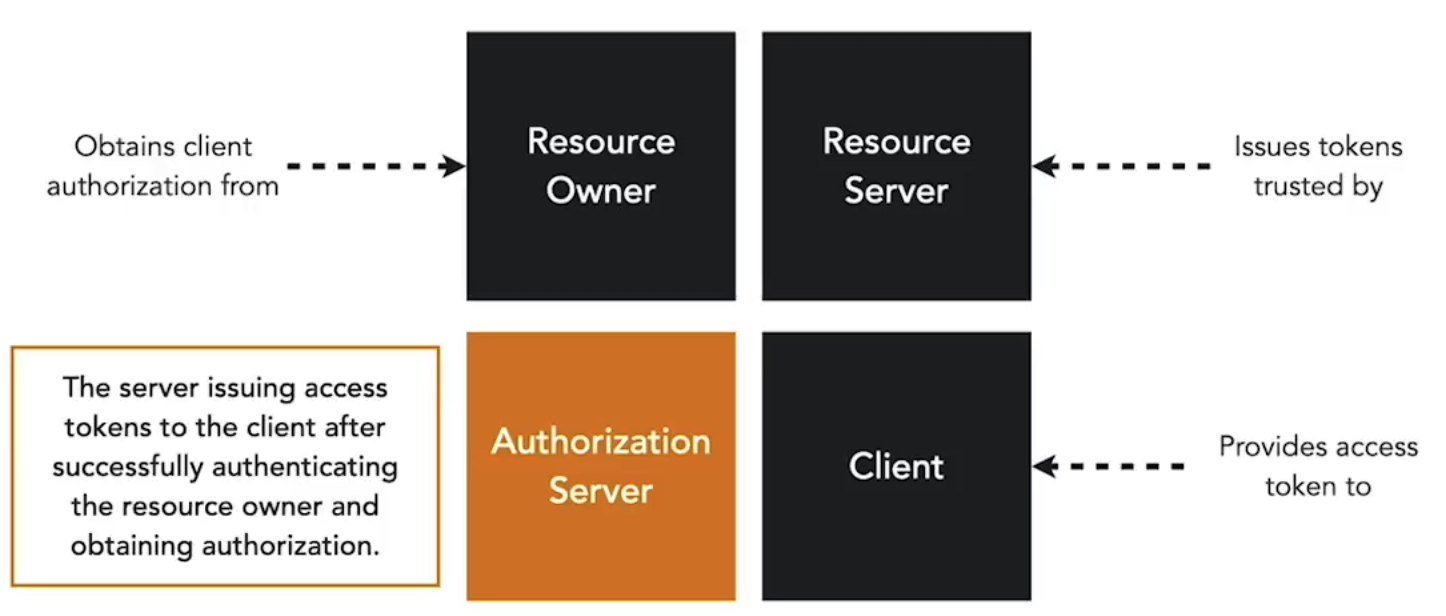 Obtains client
authorization from
Resource
Owner
Resource
Server
Issues tokens
trusted by
The server issuing access
tokens to the client after
successfully authenticating
the resource owner and
obtaining authorization.
Authorization
Server
Client
Provides access
token to